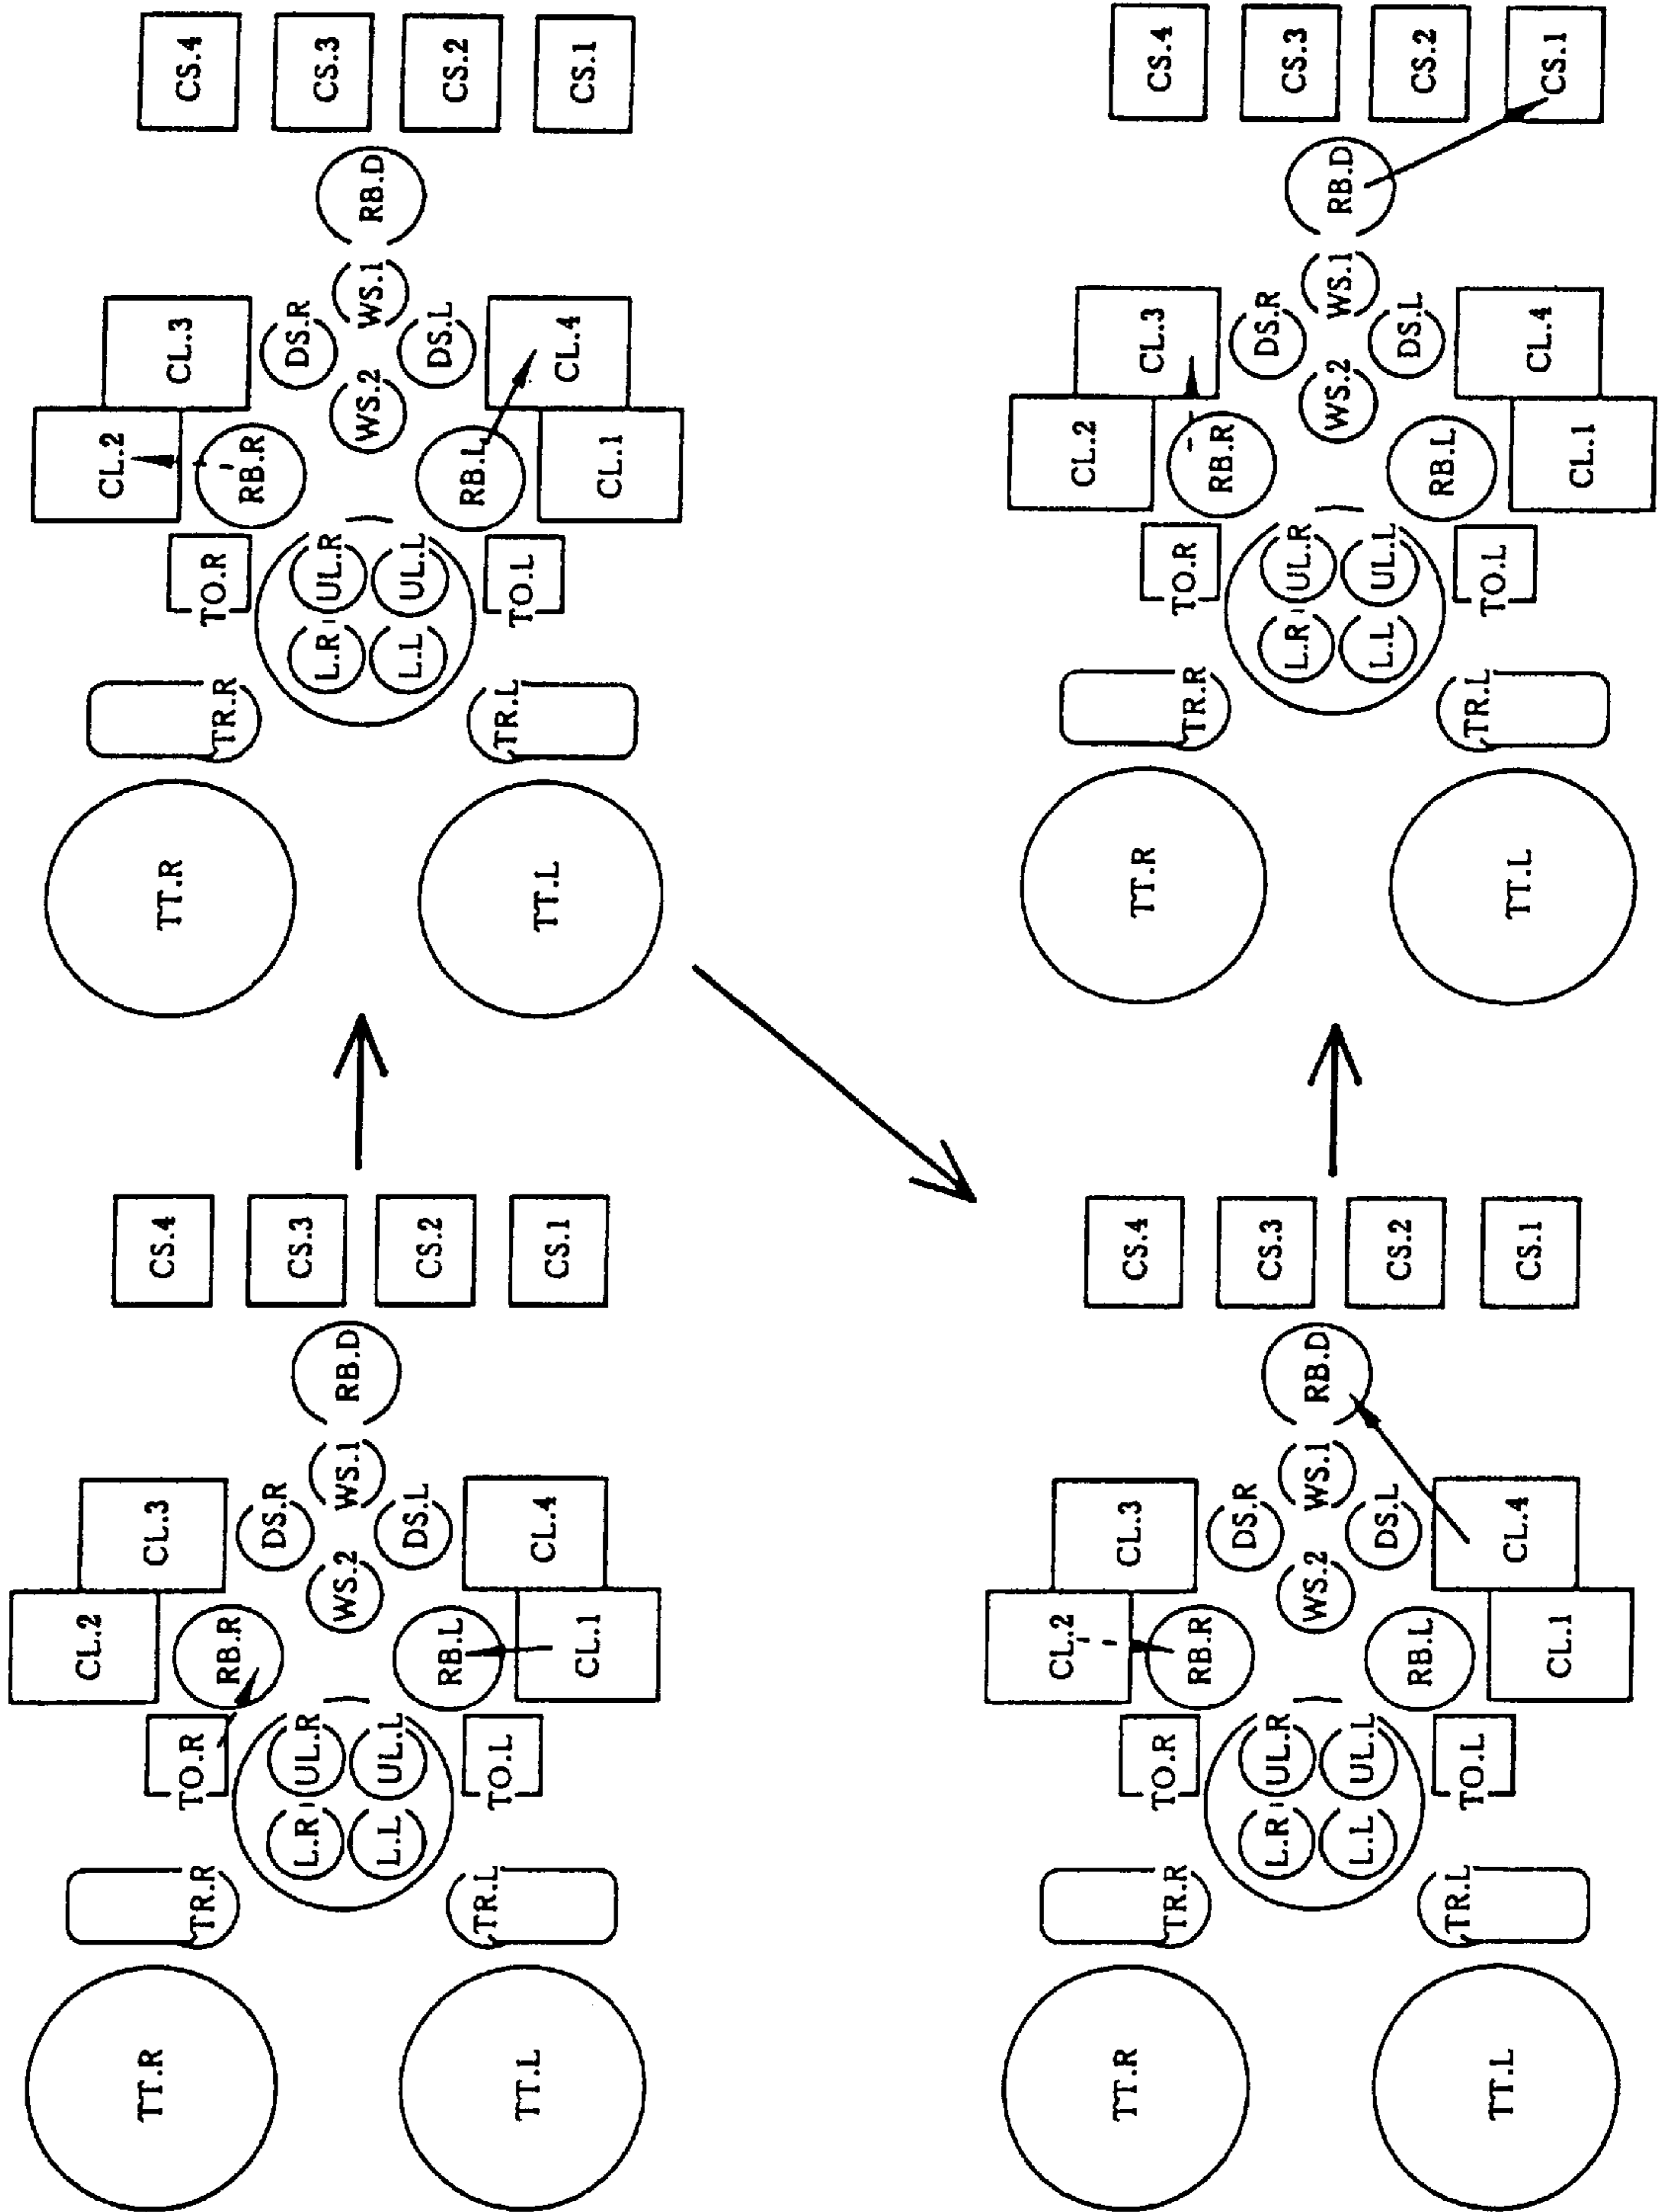 CL.2
CL.3
CS.4
TT.R
TR.R
TO.R
RB.R
DS.R
CS.3
L.R
UL.R
WS.2
WS.1
RB.D
L.L
UL.L
RB.L
DS.L
CS.2
TT.L
TR.L
TO.L
CL.1
CL.4
CS.1
CL.2
CL.3
CS.4
TT.R
TR.R
TO.R
RB.R
DS.R
CS.3
L.R
UL.R
WS.2
WS.1
RB.D
L.L
UL.L
RB.L
DS.L
CS.2
TT.L
TR.L
TO.L
CL.1
CL.4
CS.1
CL.2
CL.3
CS.4
TT.R
TR.R
TO.R
RB.R
DS.R
CS.3
L.R
UL.R
WS.2
WS.1
RB.D
L.L
UL.L
RB.L
DS.L
CS.2
TT.L
TR.L
TO.L
CL.1
CL.4
CS.1
CL.2
CL.3
CS.4
TT.R
TR.R
TO.R
RB.R
DS.R
CS.3
L.R
UL.R
WS.2
WS.1
RB.D
L.L
UL.L
RB.L
DS.L
CS.2
TT.L
TR.L
TO.L
CL.1
CL.4
CS.1